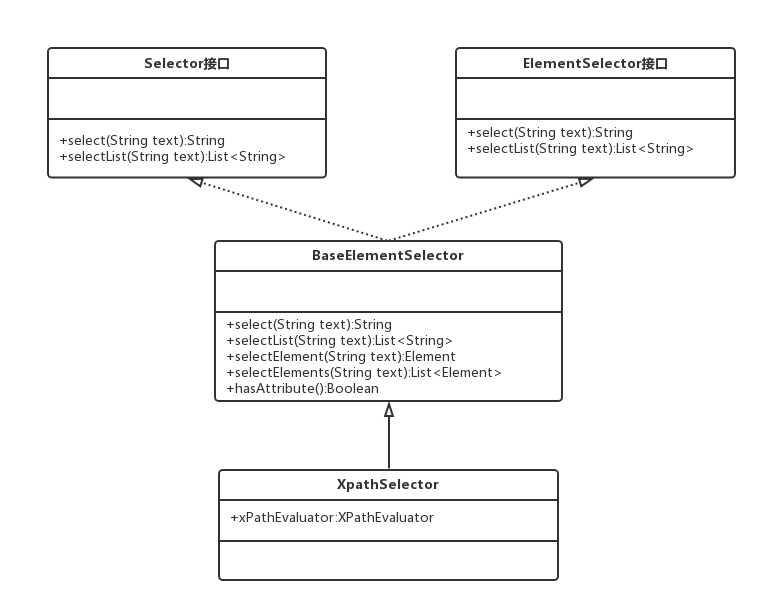 Selector接口
+select(String text):String
+selectList(String text):List<String>
ElementSelector接口
+select(String text):String
+selectList(String text):List<String>
BaseElementSelector
+select(String text):String
+selectList(String text):List<String>
+selectElement(String text):Element
+selectElements(String text):List<Element>
+hasAttribute():Boolean
XpathSelector
+xPathEvaluator:XPathEvaluator